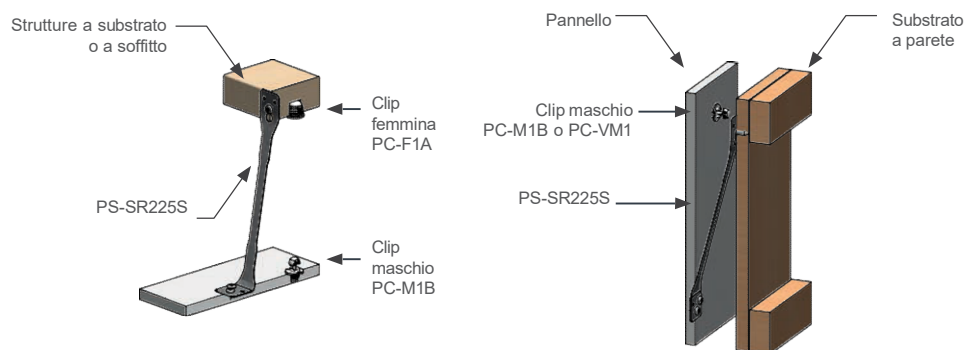 Strutture a substrato
o a soffitto
Clip
femmina
PC-F1A
PS-SR225S
Clip
maschio
PC-M1B
Pannello
Substrato
a parete
Clip maschio
PC-M1B o PC-VM1
PS-SR225S